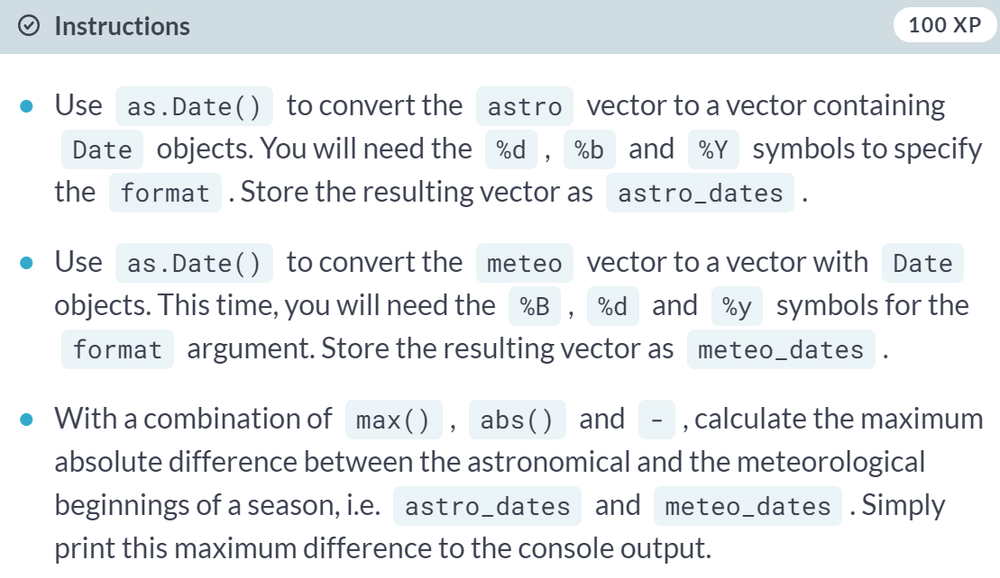 Instructions
100 XP
Use as.Date() to convert the astro vector to a vector containing
Date objects. You will need the %d , %b and %Y symbols to specify
the format . Store the resulting vector as astro_dates .
Use as.Date() to convert the meteo vector to a vector with Date
objects. This time, you will need the %B , %d and %y symbols for the
format argument. Store the resulting vector as meteo_dates .
With a combination of max() , abs() and - , calculate the maximum
absolute difference between the astronomical and the meteorological
beginnings of a season, i.e. astro_dates and meteo_dates . Simply
print this maximum difference to the console output.